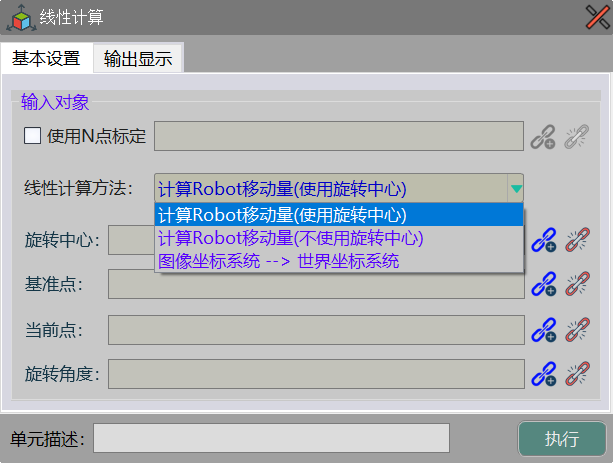 线性计算
基本设置 输出显示
输入对象
使用N点标定
线性计算方法： 计算Robot移动量(使用旋转中心)
计算Robot移动量(使用旋转中心)
计算Robot移动量(不使用旋转中心)
图像坐标系统 --> 世界坐标系统
旋转中心：
基准点：
当前点：
旋转角度：
单元描述： 执行